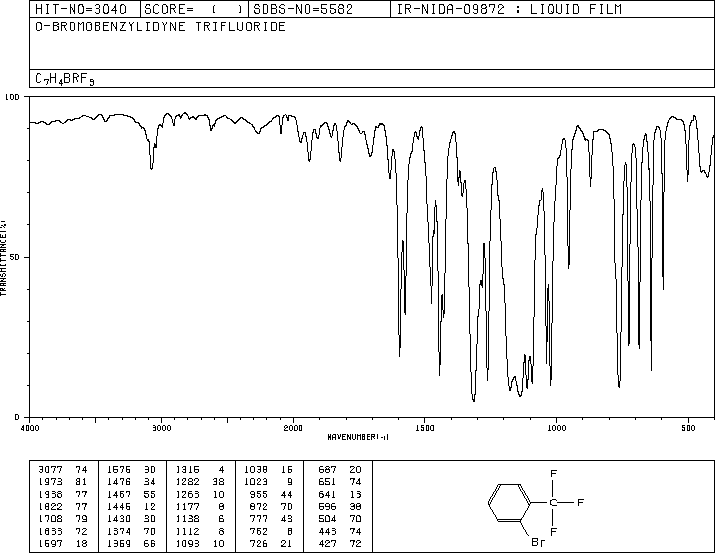 HIT-NO=3040 SCORE= ( ) SDBS-NO=5582 IR-NIDA-09872 : LIQUID FILM
O-BROMOBENZYLIDYNE TRIFLUORIDE
C7H4BRF3
100
50
0
TRANSMITTANCE(%)
4000 3000 2000 1500 1000 500
WAVENUMBER(-1)
3077 74 1576 30 1316 4 1038 16 687 20
1973 81 1476 34 1282 38 1023 9 651 74
1938 77 1467 55 1263 10 955 44 641 13
1822 77 1446 12 1177 8 872 70 596 38
1708 79 1430 30 1138 6 777 43 504 70
1633 72 1374 70 1112 8 762 8 443 74
1597 18 1359 66 1093 10 726 21 427 72
F
C F
F
Br